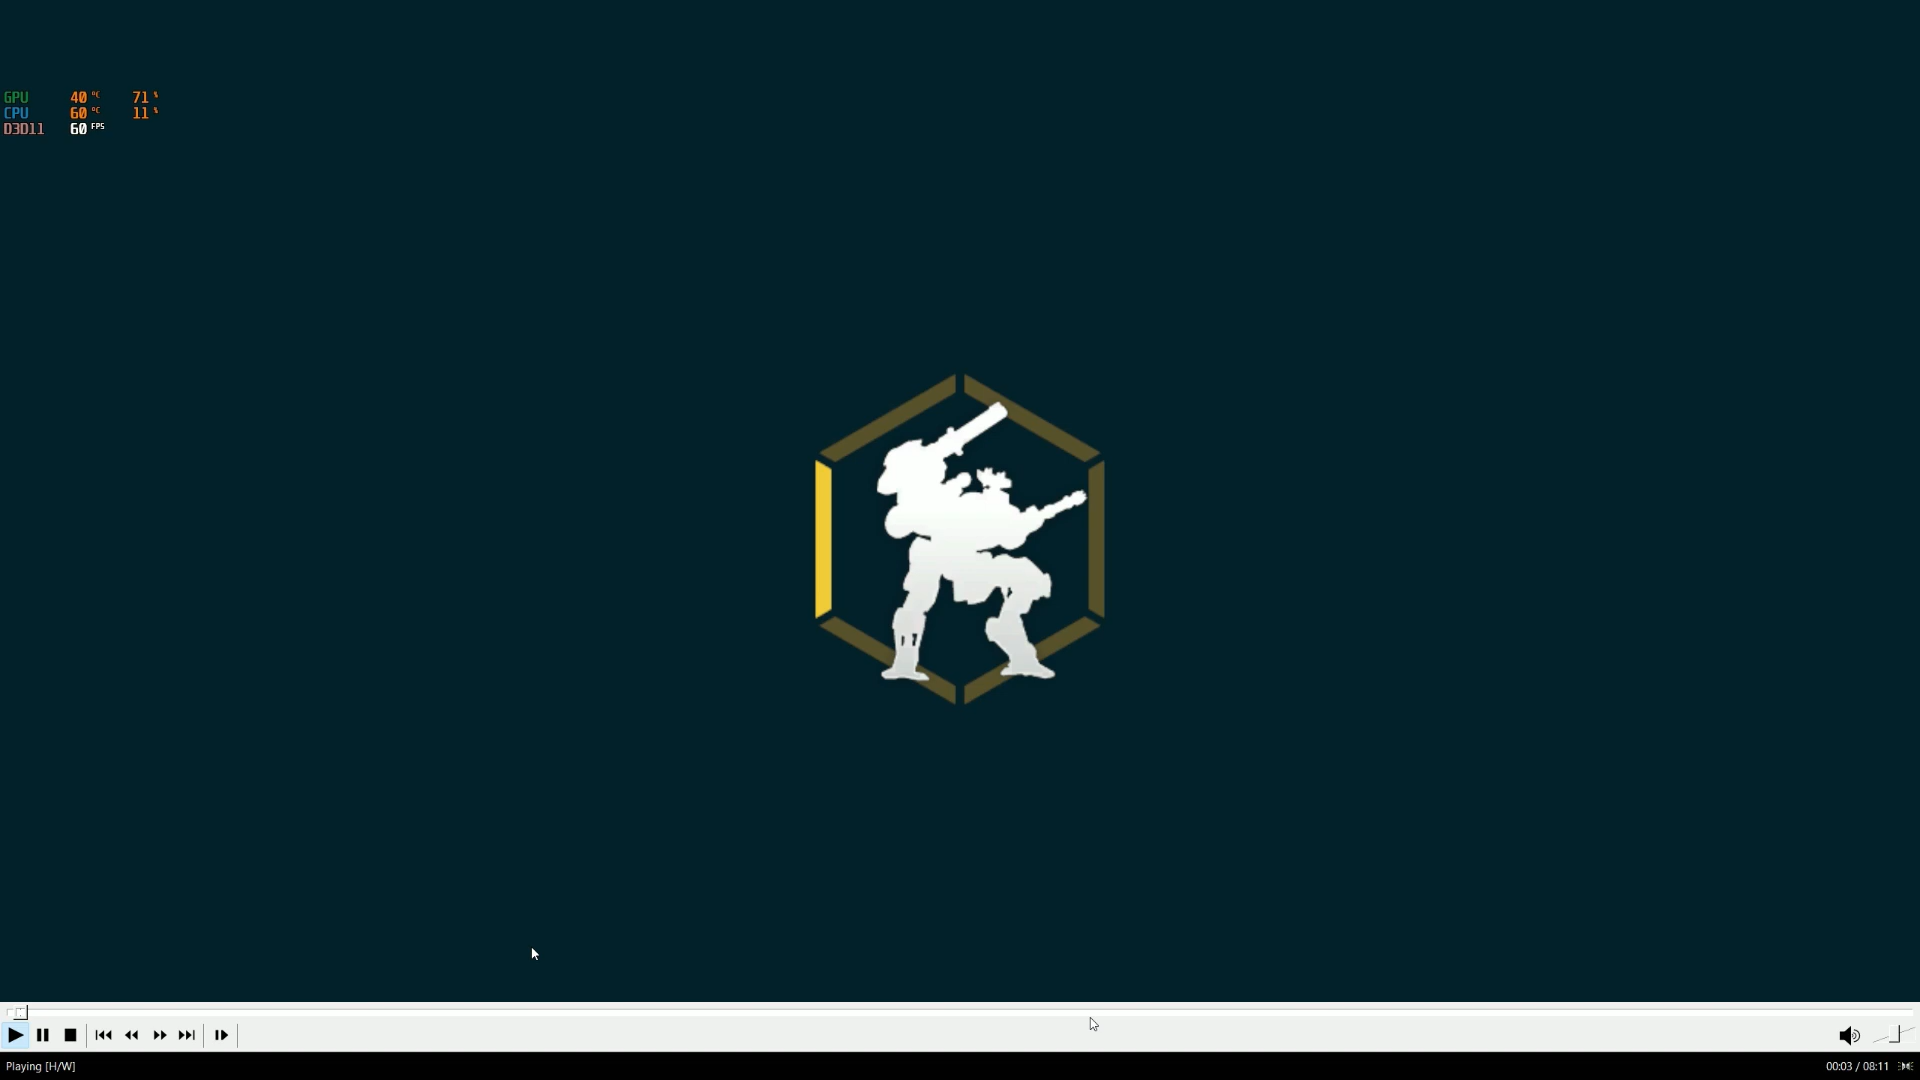 GPU 40 °C 71 %
CPU 60 °C 11 %
D3D11 60 FPS
Playing [H/W] 00:03 / 08:11